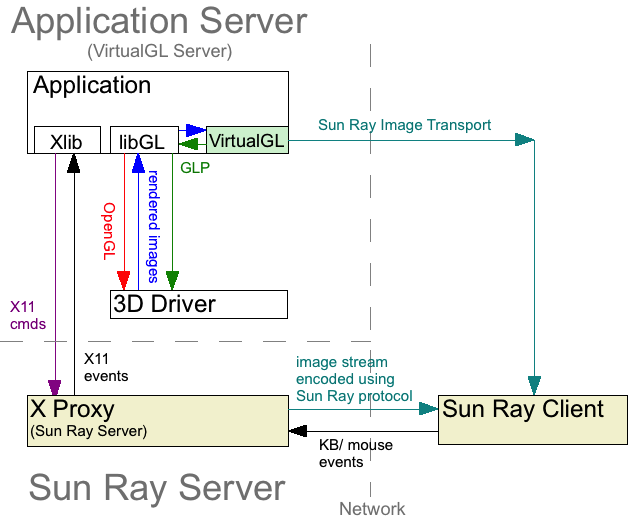 Application Server
(VirtualGL Server)
Application
Xlib
libGL
VirtualGL
Sun Ray Image Transport
GLP
OpenGL
rendered images
3D Driver
X11
cmds
X11
events
image stream
encoded using
Sun Ray protocol
X Proxy
(Sun Ray Server)
Sun Ray Client
KB/ mouse
events
Sun Ray Server
Network